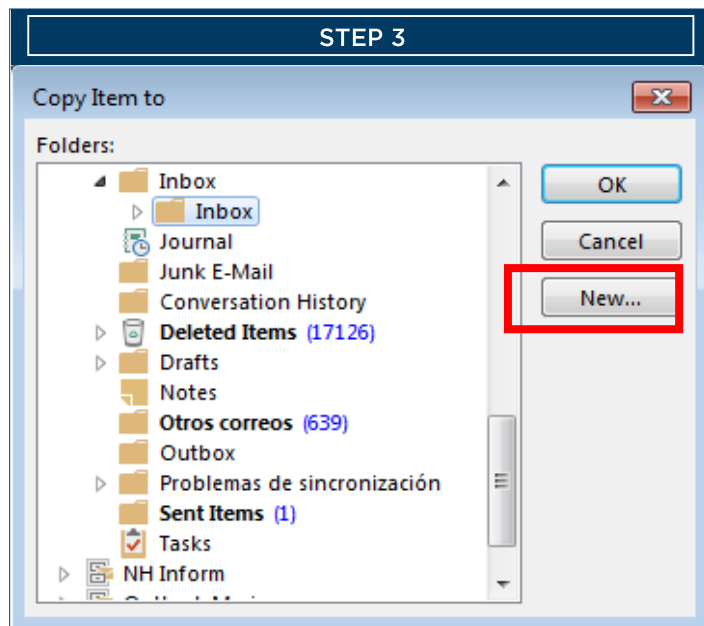 STEP 3
Copy Item to
Folders:
Inbox
Inbox
Journal
Junk E-Mail
Conversation History
Deleted Items (17126)
Drafts
Notes
Otros correos (639)
Outbox
Problemas de sincronización
Sent Items (1)
Tasks
NH Inform
OK
Cancel
New...